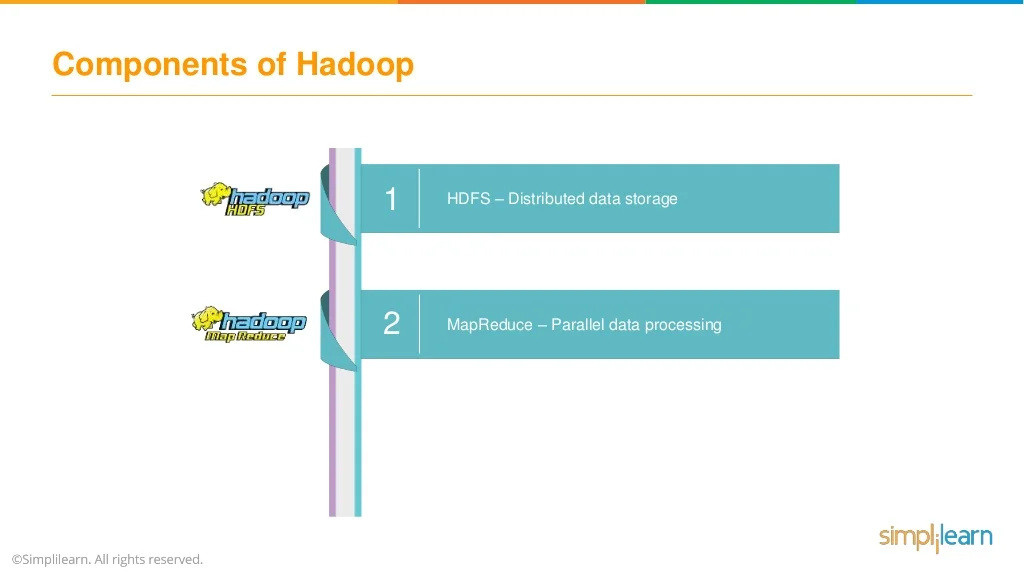 Components of Hadoop
hadoop
HDFS
1
HDFS – Distributed data storage
hadoop
Map Reduce
2
MapReduce – Parallel data processing
simplilearn
©Simplilearn. All rights reserved.